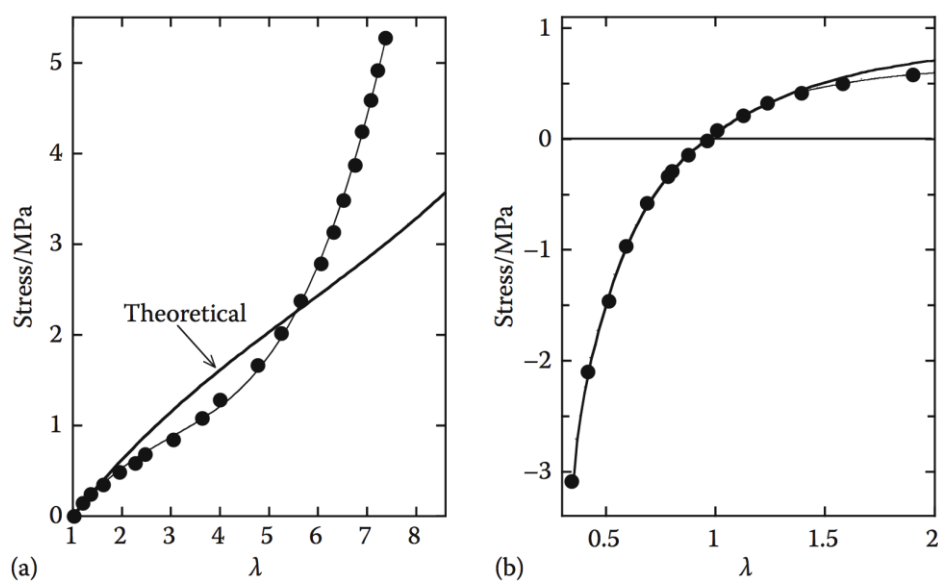 5
4
3
2
1
0
Stress/MPa
Theoretical
1 2 3 4 5 6 7 8
(a)
λ
1
0
−1
−2
−3
Stress/MPa
0.5 1 1.5 2
(b)
λ